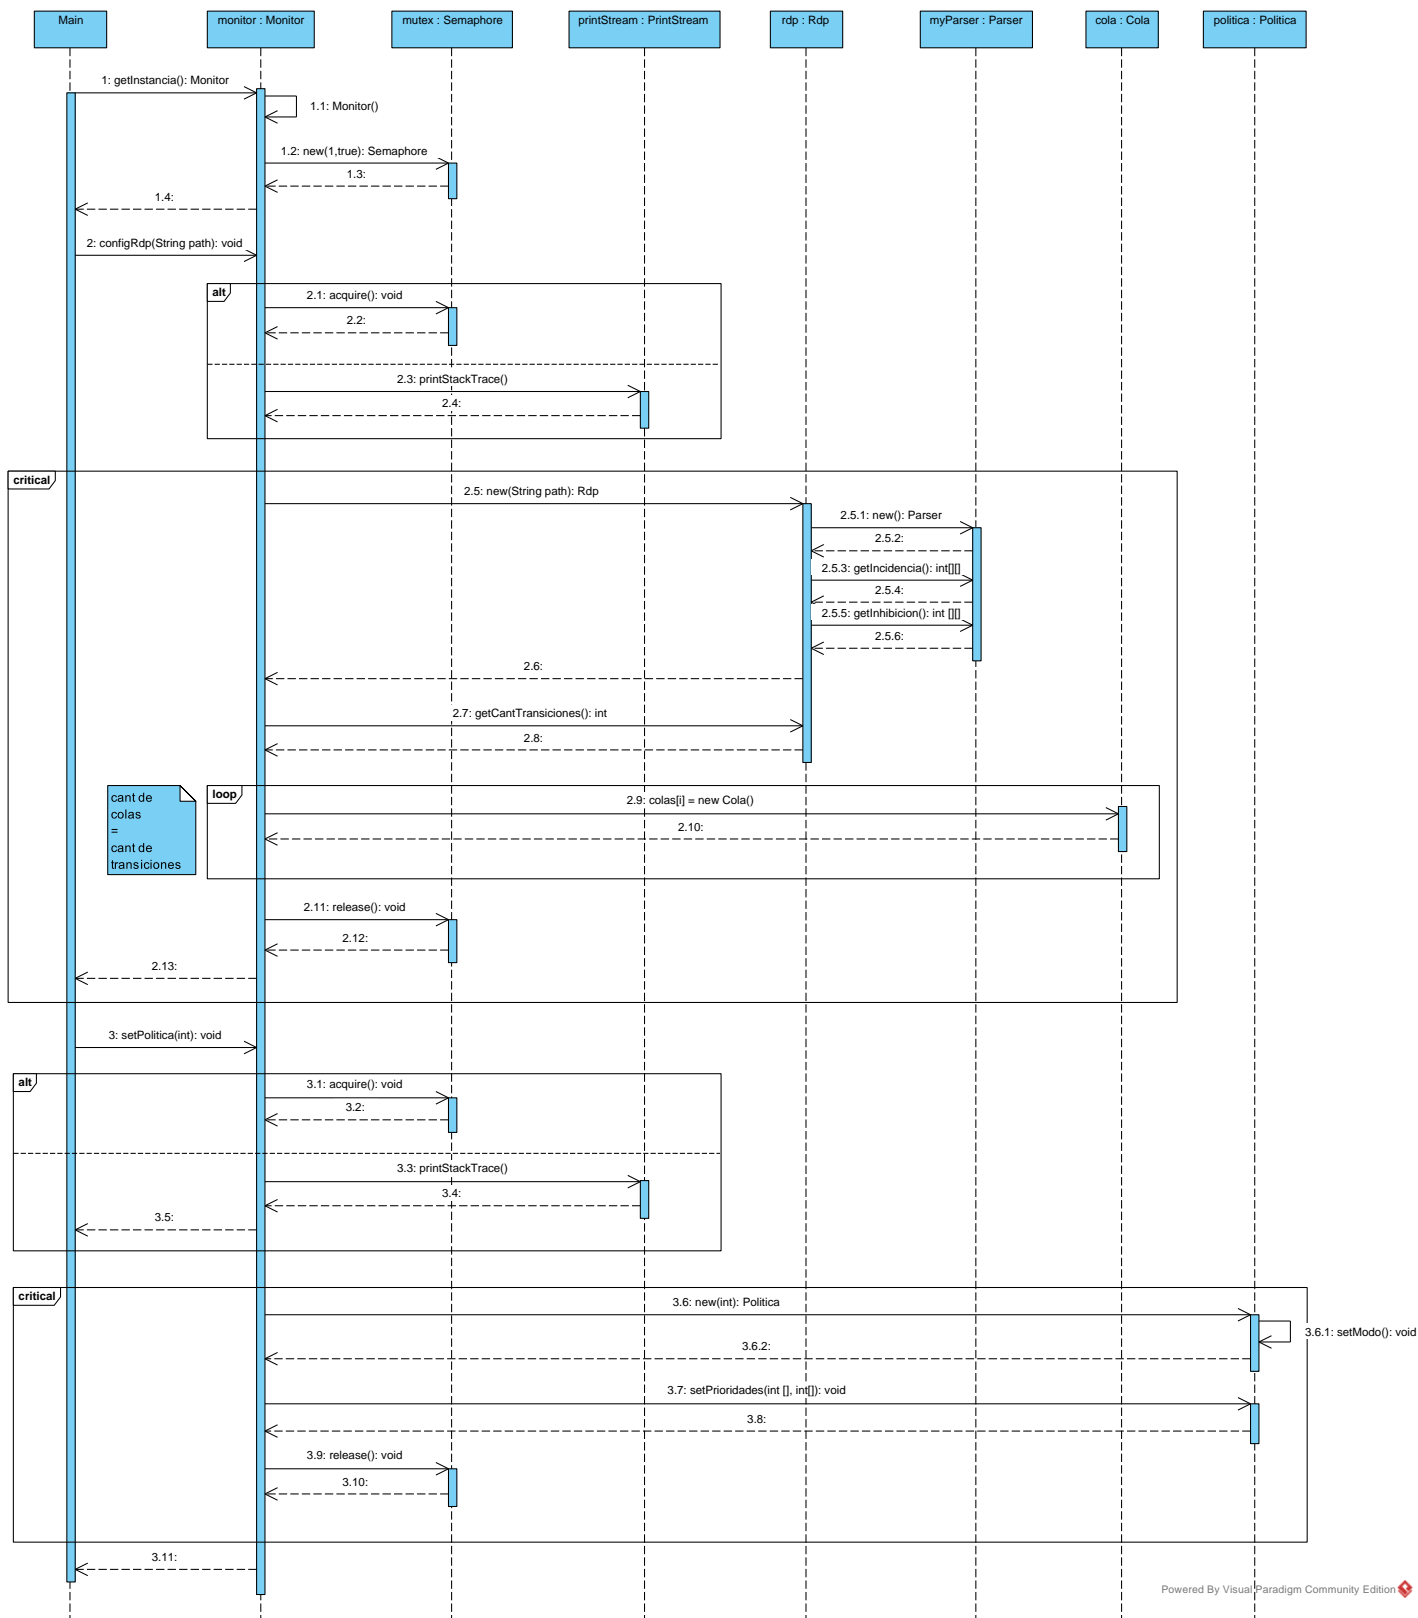 Main
monitor : Monitor
mutex : Semaphore
printStream : PrintStream
rdp : Rdp
myParser : Parser
cola : Cola
politica : Politica
1: getInstancia(): Monitor
1.1: Monitor()
1.2: new(1,true): Semaphore
1.3:
1.4:
2: configRdp(String path): void
alt
2.1: acquire(): void
2.2:
2.3: printStackTrace()
2.4:
critical
2.5: new(String path): Rdp
2.5.1: new(): Parser
2.5.2:
2.5.3: getIncidencia(): int[][]
2.5.4:
2.5.5: getInhibicion(): int [][]
2.5.6:
2.6:
2.7: getCantTransiciones(): int
2.8:
cant de
colas
=
cant de
transiciones
loop
2.9: colas[i] = new Cola()
2.10:
2.11: release(): void
2.12:
2.13:
3: setPolitica(int): void
alt
3.1: acquire(): void
3.2:
3.3: printStackTrace()
3.4:
3.5:
critical
3.6: new(int): Politica
3.6.1: setModo(): void
3.6.2:
3.7: setPrioridades(int [], int[]): void
3.8:
3.9: release(): void
3.10:
3.11:
Powered By Visual Paradigm Community Edition